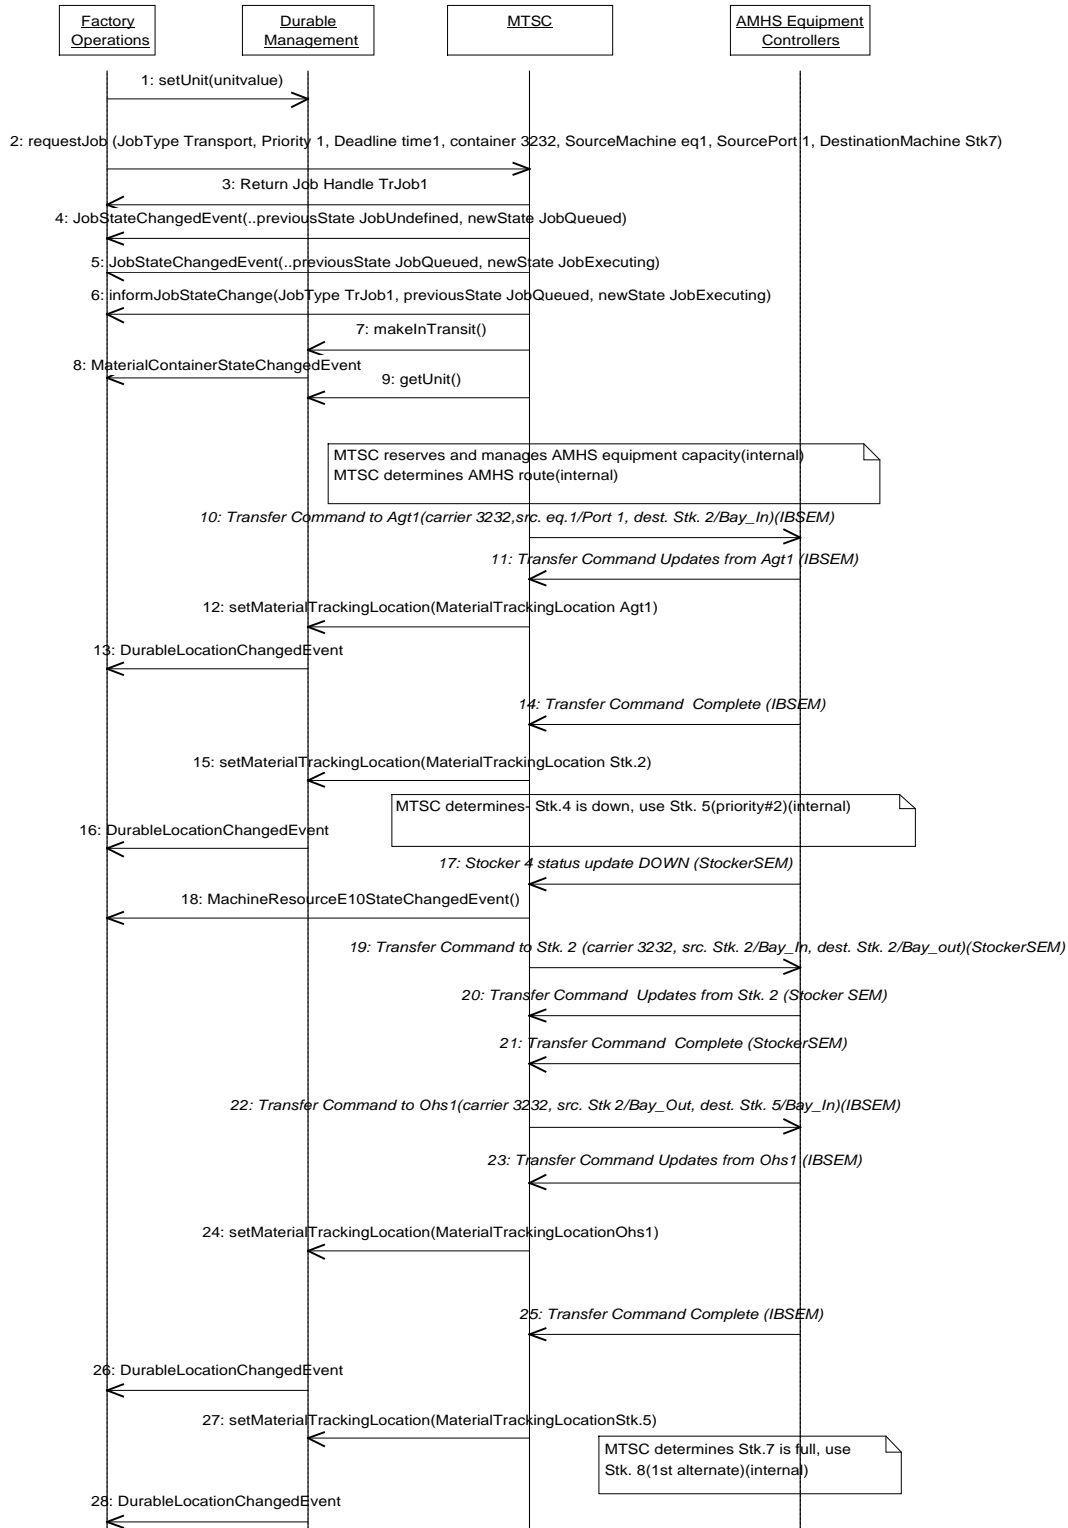 Factory
Operations
Durable
Management
MTSC
AMHS Equipment
Controllers
1: setUnit(unitvalue)
2: requestJob (JobType Transport, Priority 1, Deadline time1, container 3232, SourceMachine eq1, SourcePort 1, DestinationMachine Stk7)
3: Return Job Handle TrJob1
4: JobStateChangedEvent(..previousState JobUndefined, newState JobQueued)
5: JobStateChangedEvent(..previousState JobQueued, newState JobExecuting)
6: informJobStateChange(JobType TrJob1, previousState JobQueued, newState JobExecuting)
7: makeInTransit()
8: MaterialContainerStateChangedEvent
9: getUnit()
MTSC reserves and manages AMHS equipment capacity(internal)
MTSC determines AMHS route(internal)
10: Transfer Command to Agt1(carrier 3232,src. eq.1/Port 1, dest. Stk. 2/Bay_In)(IBSEM)
11: Transfer Command Updates from Agt1 (IBSEM)
12: setMaterialTrackingLocation(MaterialTrackingLocation Agt1)
13: DurableLocationChangedEvent
14: Transfer Command  Complete (IBSEM)
15: setMaterialTrackingLocation(MaterialTrackingLocation Stk.2)
MTSC determines- Stk.4 is down, use Stk. 5(priority#2)(internal)
16: DurableLocationChangedEvent
17: Stocker 4 status update DOWN (StockerSEM)
18: MachineResourceE10StateChangedEvent()
19: Transfer Command to Stk. 2 (carrier 3232, src. Stk. 2/Bay_In, dest. Stk. 2/Bay_out)(StockerSEM)
20: Transfer Command  Updates from Stk. 2 (Stocker SEM)
21: Transfer Command  Complete (StockerSEM)
22: Transfer Command to Ohs1(carrier 3232, src. Stk 2/Bay_Out, dest. Stk. 5/Bay_In)(IBSEM)
23: Transfer Command Updates from Ohs1 (IBSEM)
24: setMaterialTrackingLocation(MaterialTrackingLocationOhs1)
25: Transfer Command Complete (IBSEM)
26: DurableLocationChangedEvent
27: setMaterialTrackingLocation(MaterialTrackingLocationStk.5)
MTSC determines Stk.7 is full, use
Stk. 8(1st alternate)(internal)
28: DurableLocationChangedEvent